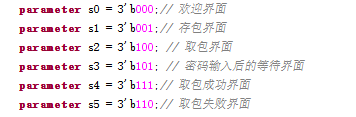 parameter s0 = 3'b000;// 欢迎界面
parameter s1 = 3'b001;// 存包界面
parameter s2 = 3'b100; // 取包界面
parameter s3 = 3'b101; // 密码输入后的等待界面
parameter s4 = 3'b111;// 取包成功界面
parameter s5 = 3'b110;// 取包失败界面